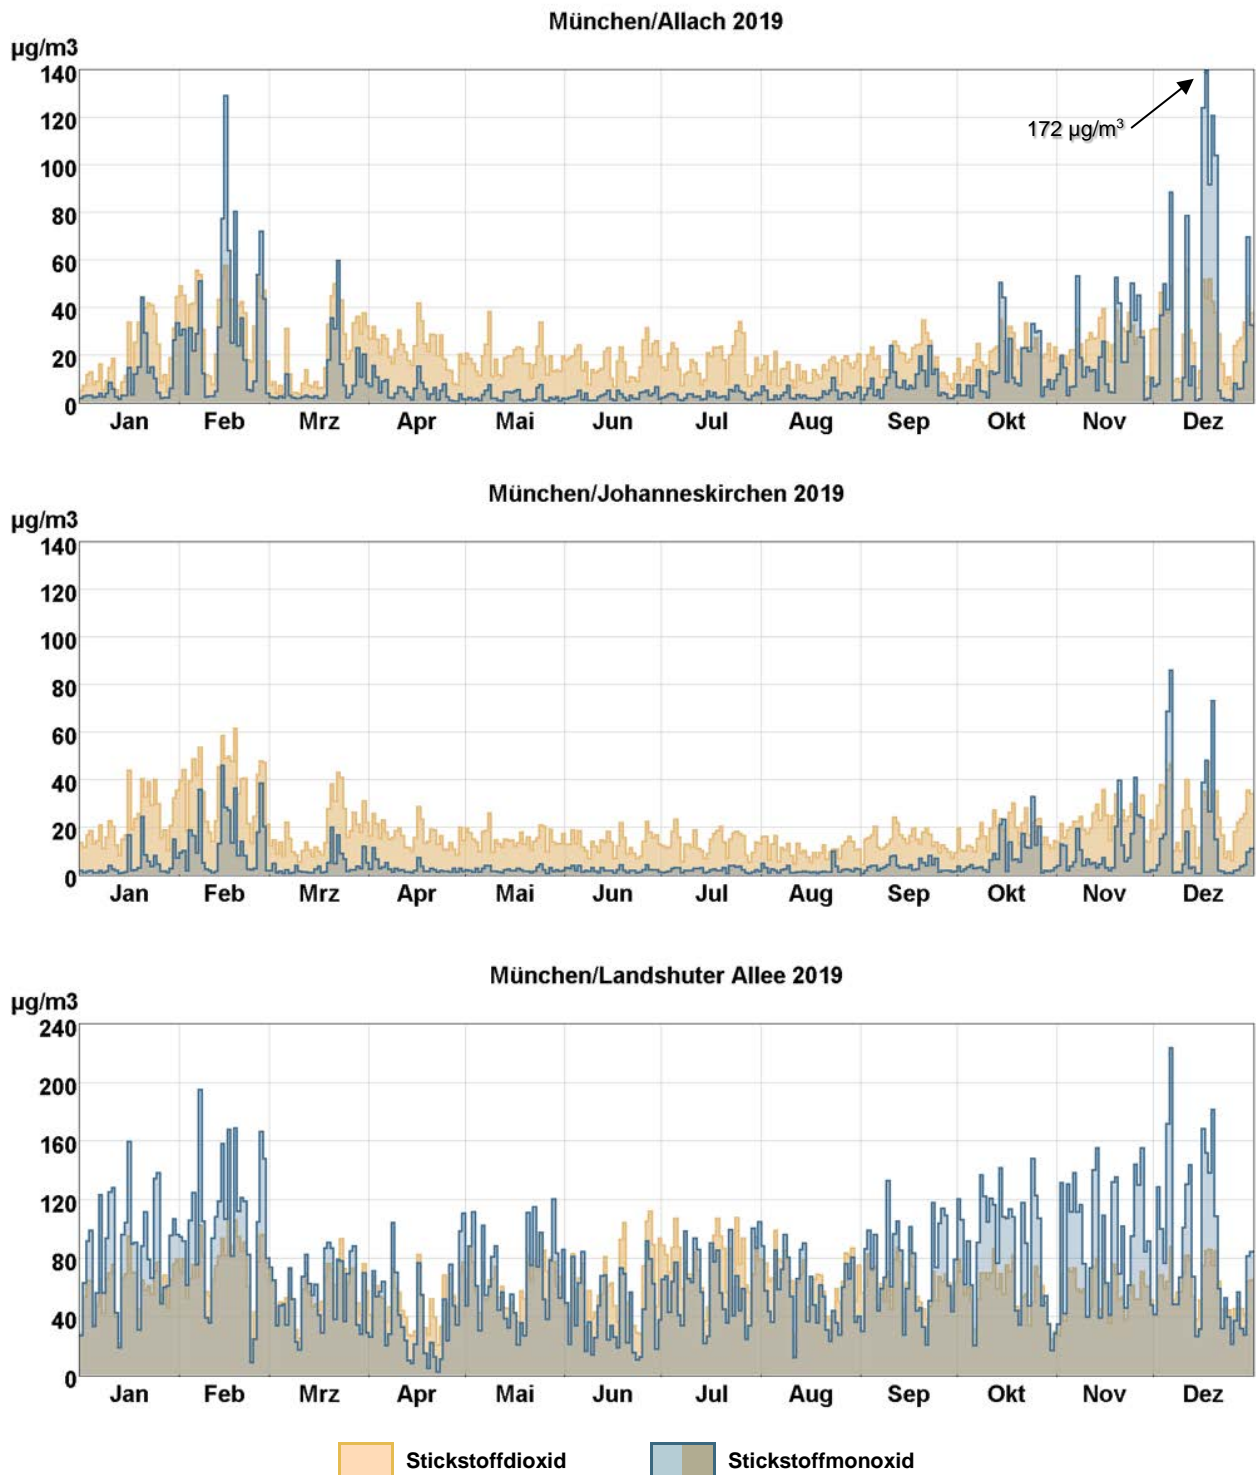 München/Allach 2019
µg/m3
140
120
100
80
60
40
20
0
172 µg/m³
Jan Feb Mrz Apr Mai Jun Jul Aug Sep Okt Nov Dez
München/Johanneskirchen 2019
µg/m3
140
120
100
80
60
40
20
0
Jan Feb Mrz Apr Mai Jun Jul Aug Sep Okt Nov Dez
München/Landshuter Allee 2019
µg/m3
240
200
160
120
80
40
0
Jan Feb Mrz Apr Mai Jun Jul Aug Sep Okt Nov Dez
Stickstoffdioxid Stickstoffmonoxid